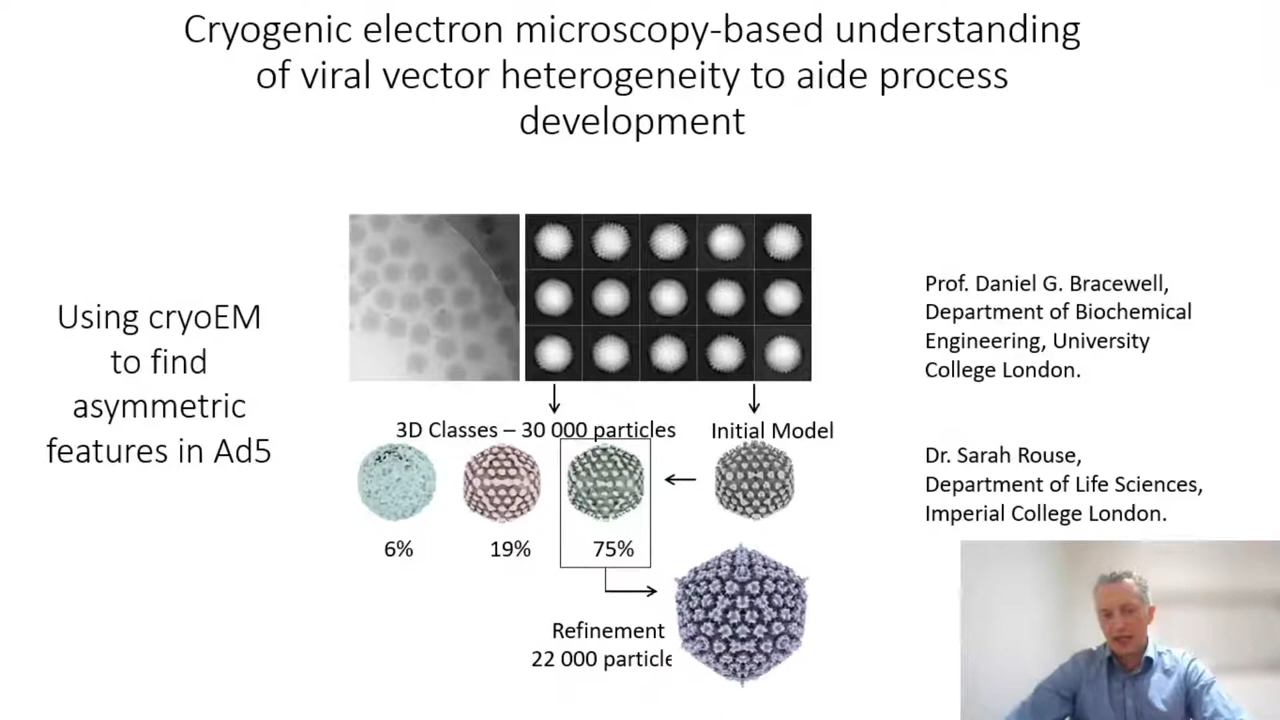 Cryogenic electron microscopy-based understanding
of viral vector heterogeneity to aide process
development
Using cryoEM
to find
asymmetric
features in Ad5
3D Classes – 30 000 particles
Initial Model
6%
19%
75%
Refinement
22 000 particle
Prof. Daniel G. Bracewell,
Department of Biochemical
Engineering, University
College London.
Dr. Sarah Rouse,
Department of Life Sciences,
Imperial College London.